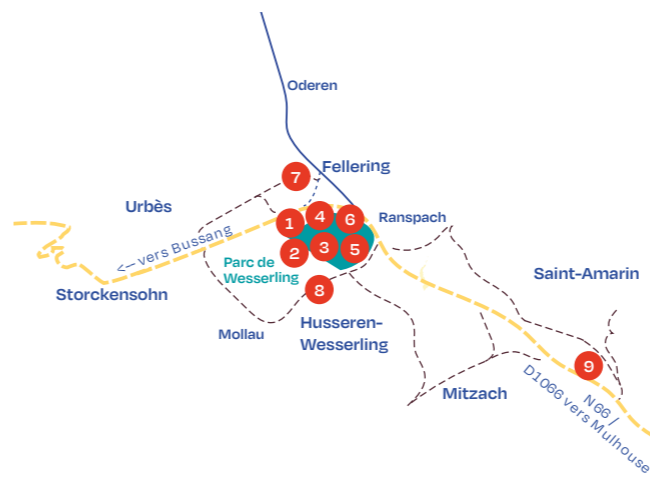 Oderen
7
Fellering
Urbès
1
4
6
Ranspach
← vers Bussang
2
3
5
Parc de
Wesserling
Saint-Amarin
Storckensohn
8
Mollau
Husseren-
Wesserling
9
Mitzach
N66 /
D1066 vers Mulhouse